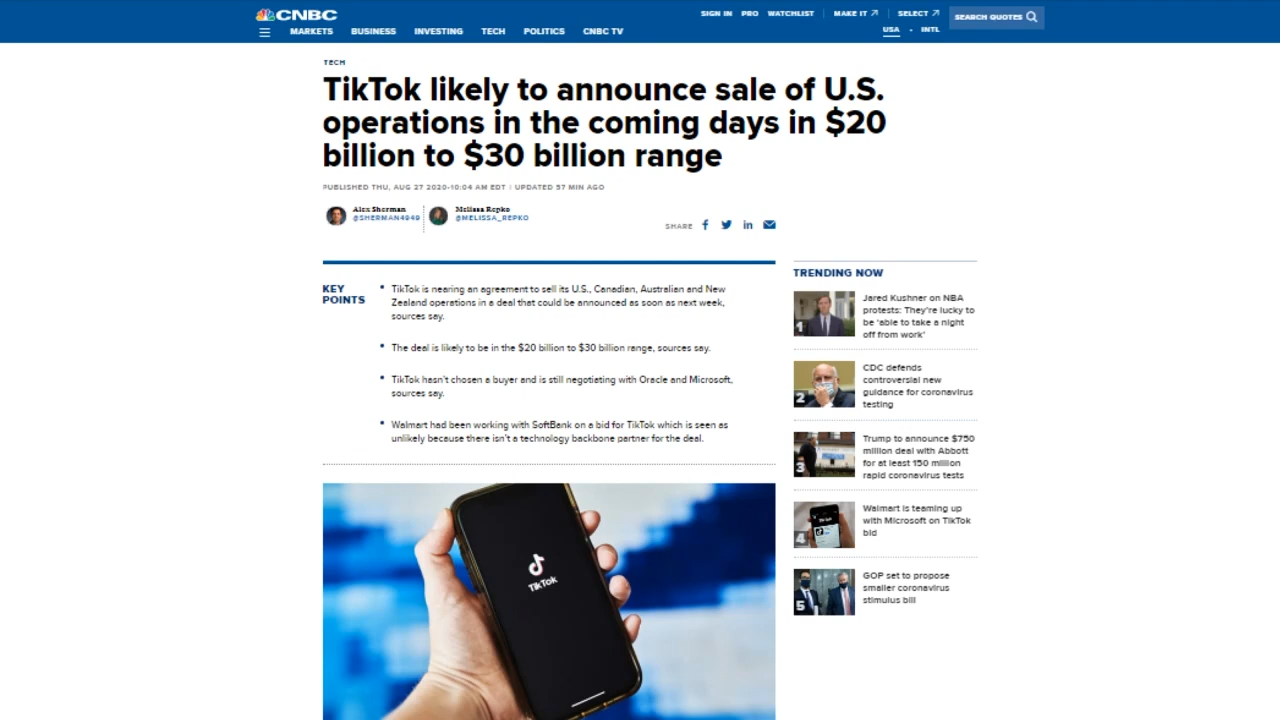 CNBC
SIGN IN PRO WATCHLIST MAKE IT SELECT
SEARCH QUOTES
USA • INTL
MARKETS BUSINESS INVESTING TECH POLITICS CNBC TV
TECH
TikTok likely to announce sale of U.S.
operations in the coming days in $20
billion to $30 billion range
PUBLISHED THU, AUG 27 2020•10:04 AM EDT | UPDATED 57 MIN AGO
Alex Sherman
@SHERMAN4949
Melissa Repko
@MELISSA_REPKO
SHARE
KEY
POINTS
• TikTok is nearing an agreement to sell its U.S., Canadian, Australian and New
Zealand operations in a deal that could be announced as soon as next week,
sources say.
• The deal is likely to be in the $20 billion to $30 billion range, sources say.
• TikTok hasn't chosen a buyer and is still negotiating with Oracle and Microsoft,
sources say.
• Walmart had been working with SoftBank on a bid for TikTok which is seen as
unlikely because there isn't a technology backbone partner for the deal.
TikTok
TRENDING NOW
1
Jared Kushner on NBA
protests: They're lucky to
be 'able to take a night
off from work'
2
CDC defends
controversial new
guidance for coronavirus
testing
3
Trump to announce $750
million deal with Abbott
for at least 150 million
rapid coronavirus tests
4
Walmart is teaming up
with Microsoft on TikTok
bid
5
GOP set to propose
smaller coronavirus
stimulus bill